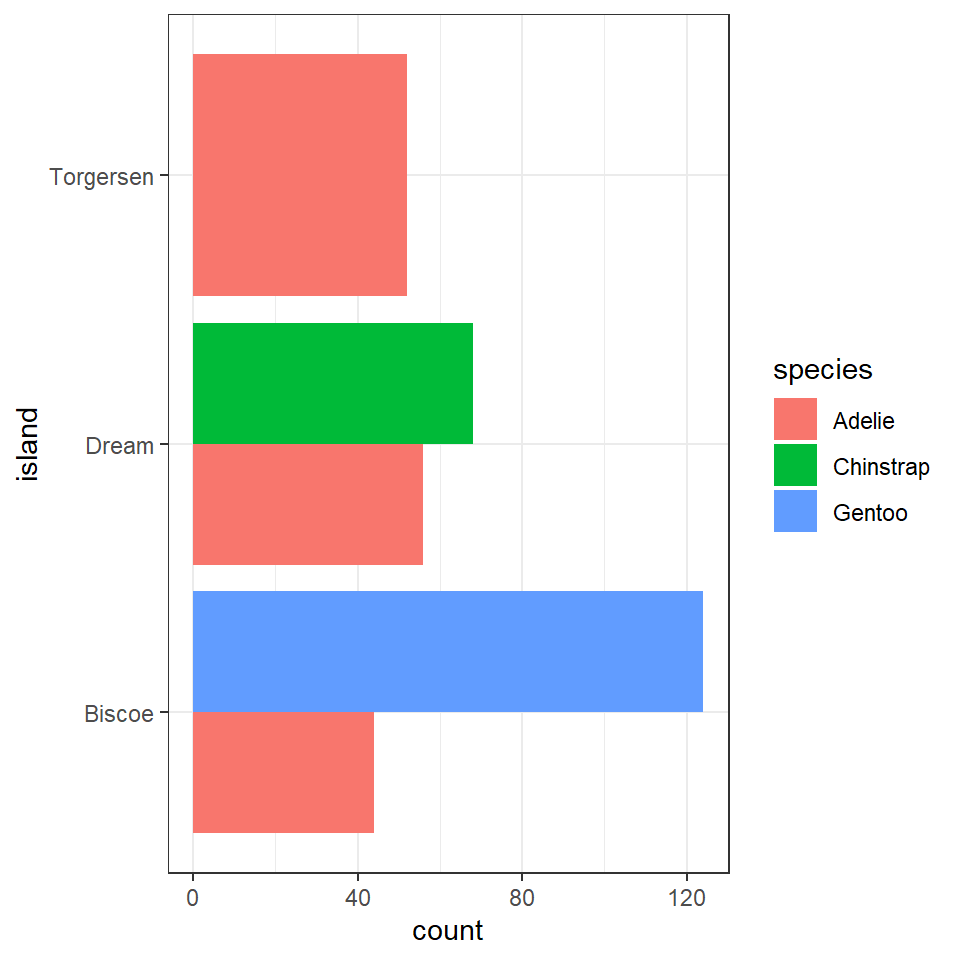 Torgersen
Dream
Biscoe
island
0 40 80 120
count
species
Adelie
Chinstrap
Gentoo